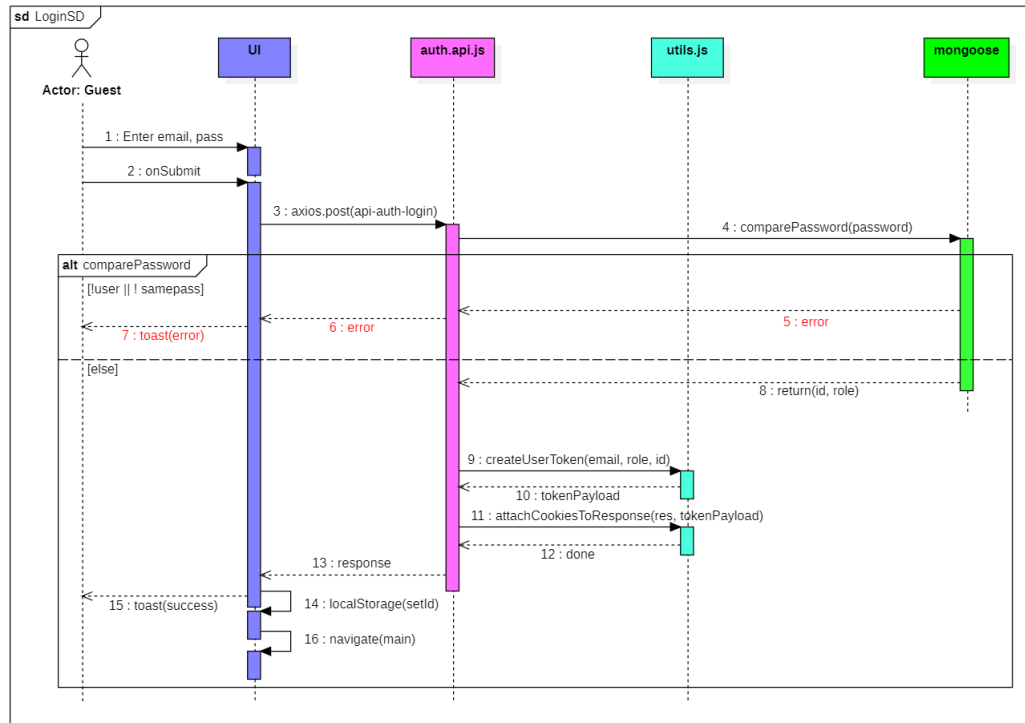 sd LoginSD
UI
auth.api.js
utils.js
mongoose
Actor: Guest
1 : Enter email, pass
2 : onSubmit
3 : axios.post(api-auth-login)
4 : comparePassword(password)
alt comparePassword
[!user || ! samepass]
5 : error
6 : error
7 : toast(error)
[else]
8 : return(id, role)
9 : createUserToken(email, role, id)
10 : tokenPayload
11 : attachCookiesToResponse(res, tokenPayload)
12 : done
13 : response
14 : localStorage(setId)
15 : toast(success)
16 : navigate(main)